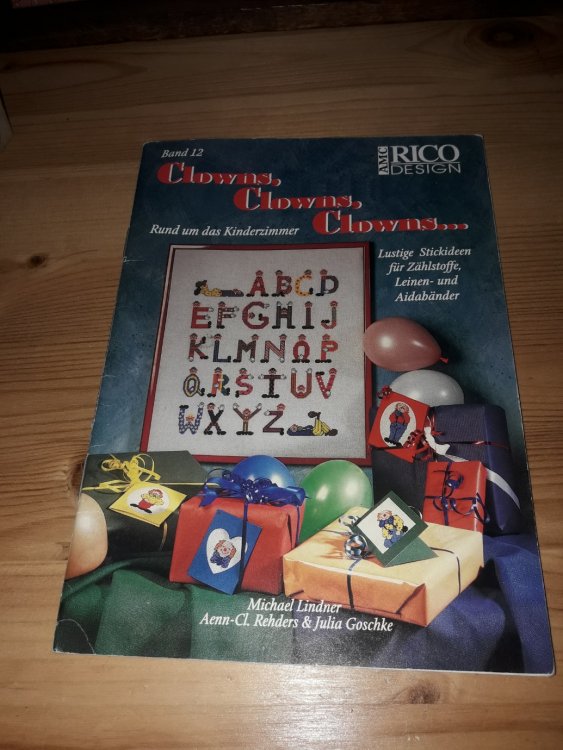 Band 12
AMC RICO
DESIGN
Clowns,
Clowns,
Clowns...
Rund um das Kinderzimmer
Lustige Stickideen
für Zählstoffe,
Leinen- und
Aidabänder
ABCD
EFGHIJ
KLMNOP
QRSTUV
WXYZ
Michael Lindner
Aenn-Cl. Rehders & Julia Goschke